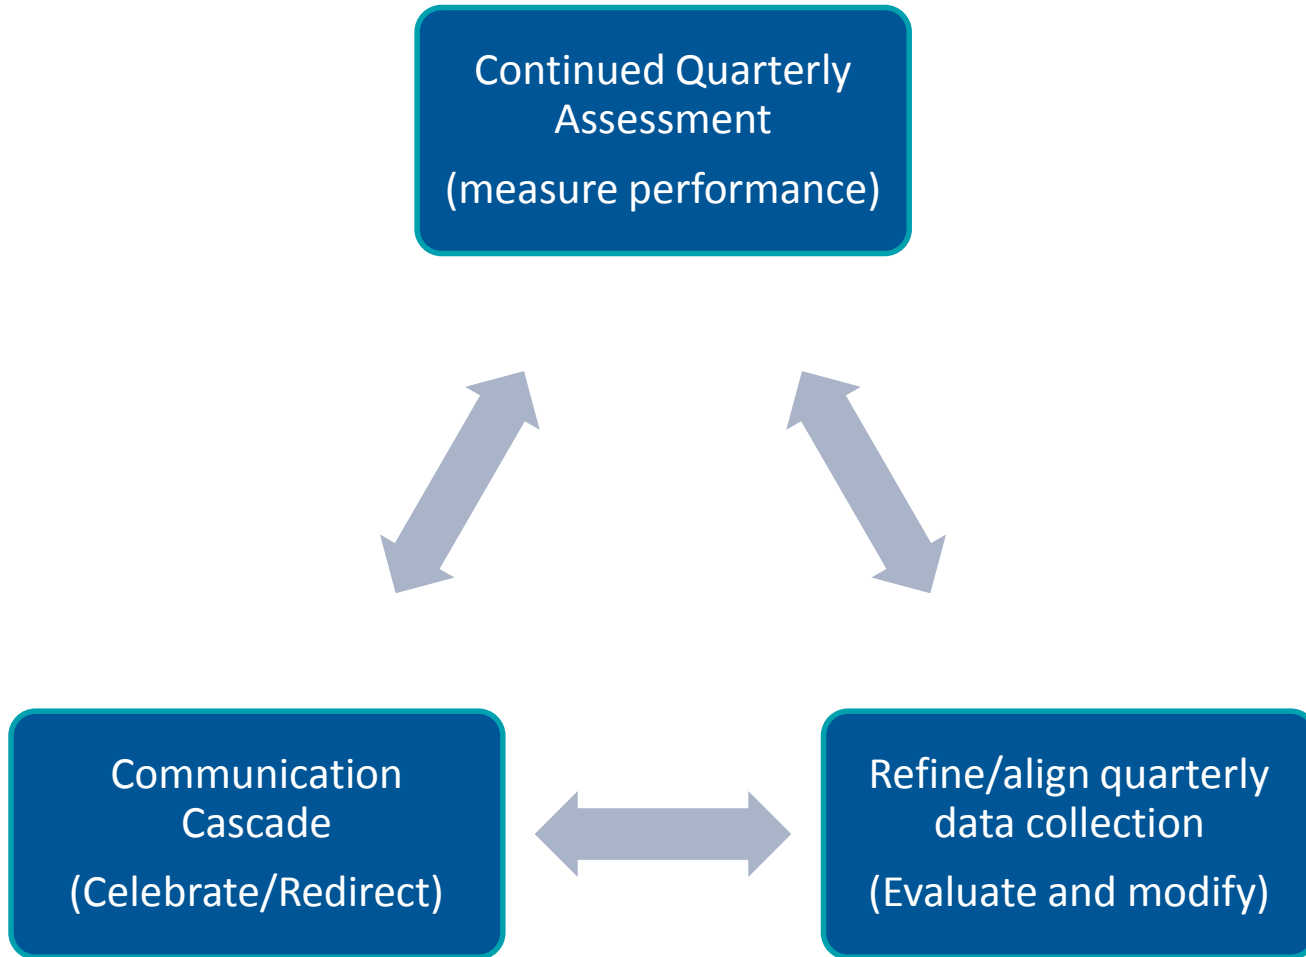 Continued Quarterly
Assessment
(measure performance)
Communication
Cascade
(Celebrate/Redirect)
Refine/align quarterly
data collection
(Evaluate and modify)